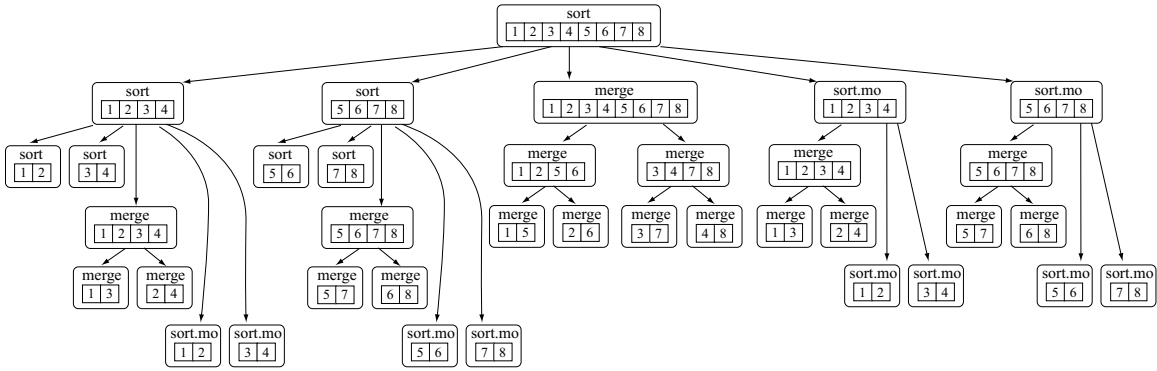 sort
1 2 3 4 5 6 7 8
sort
1 2 3 4
sort
5 6 7 8
merge
1 2 3 4 5 6 7 8
sort.mo
1 2 3 4
sort.mo
5 6 7 8
sort
1 2
sort
3 4
sort
5 6
sort
7 8
merge
1 2 5 6
merge
3 4 7 8
merge
1 2 3 4
merge
5 6 7 8
merge
1 2 3 4
merge
5 6 7 8
merge
1 5
merge
2 6
merge
3 7
merge
4 8
merge
1 3
merge
2 4
merge
5 7
merge
6 8
merge
1 3
merge
2 4
merge
5 7
merge
6 8
sort.mo
1 2
sort.mo
3 4
sort.mo
5 6
sort.mo
7 8
sort.mo
1 2
sort.mo
3 4
sort.mo
5 6
sort.mo
7 8